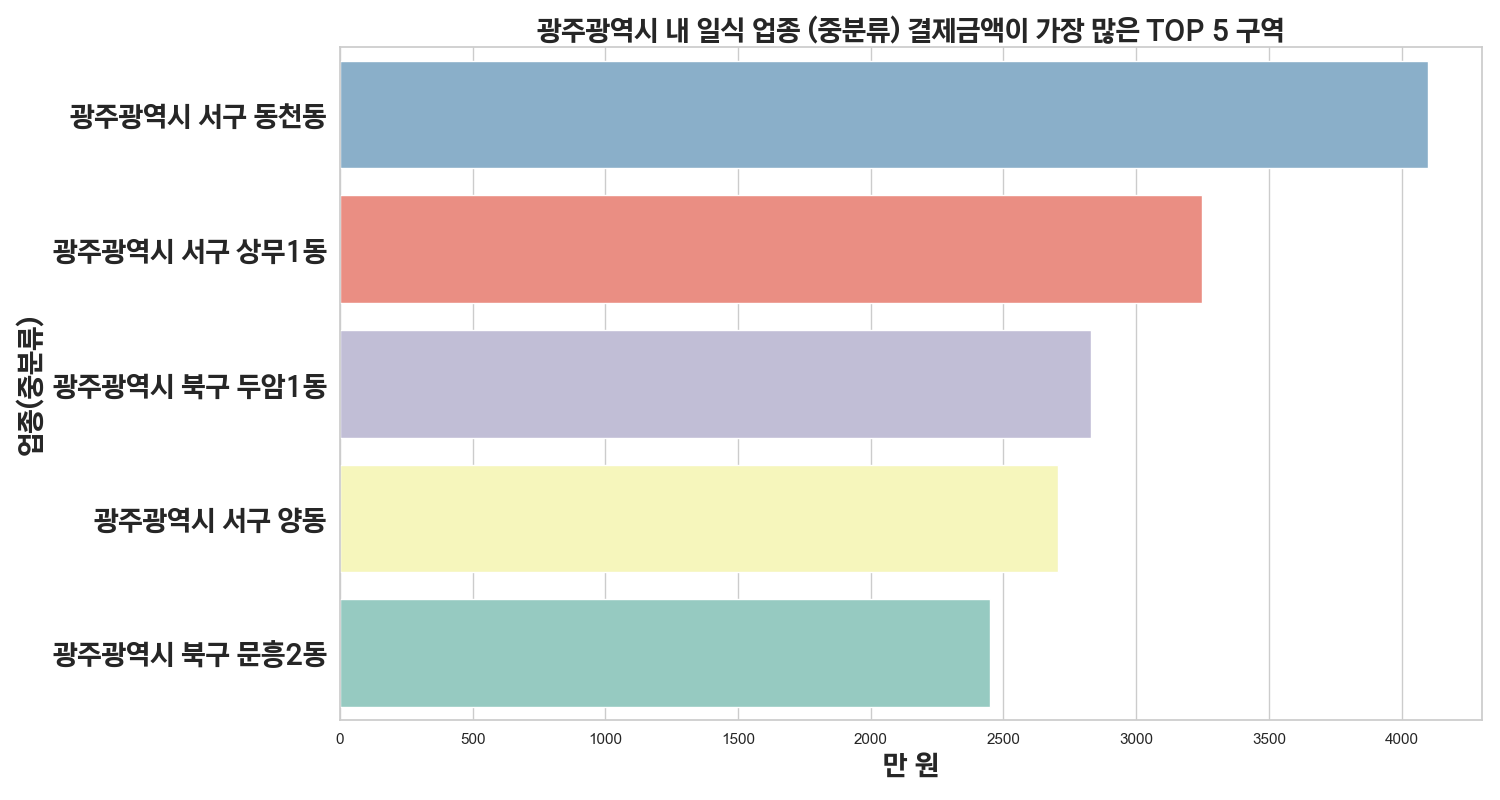 광주광역시 내 일식 업종 (중분류) 결제금액이 가장 많은 TOP 5 구역
업종(중분류)
광주광역시 서구 동천동
광주광역시 서구 상무1동
광주광역시 북구 두암1동
광주광역시 서구 양동
광주광역시 북구 문흥2동
0 500 1000 1500 2000 2500 3000 3500 4000
만 원